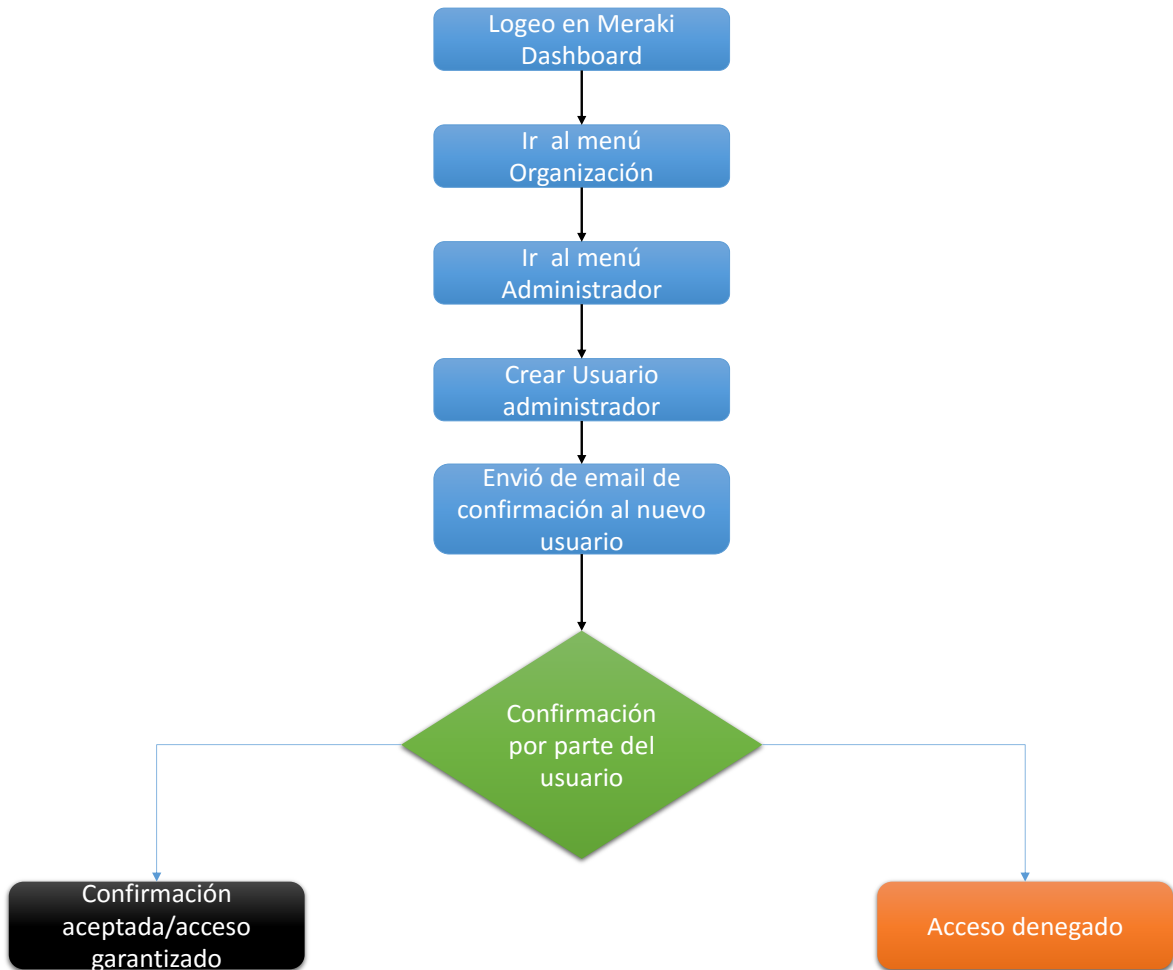 Logeo en Meraki
Dashboard
Ir  al menú
Organización
Ir  al menú
Administrador
Crear Usuario
administrador
Envió de email de
confirmación al nuevo
usuario
Confirmación
por parte del
usuario
Confirmación
aceptada/acceso
garantizado
Acceso denegado